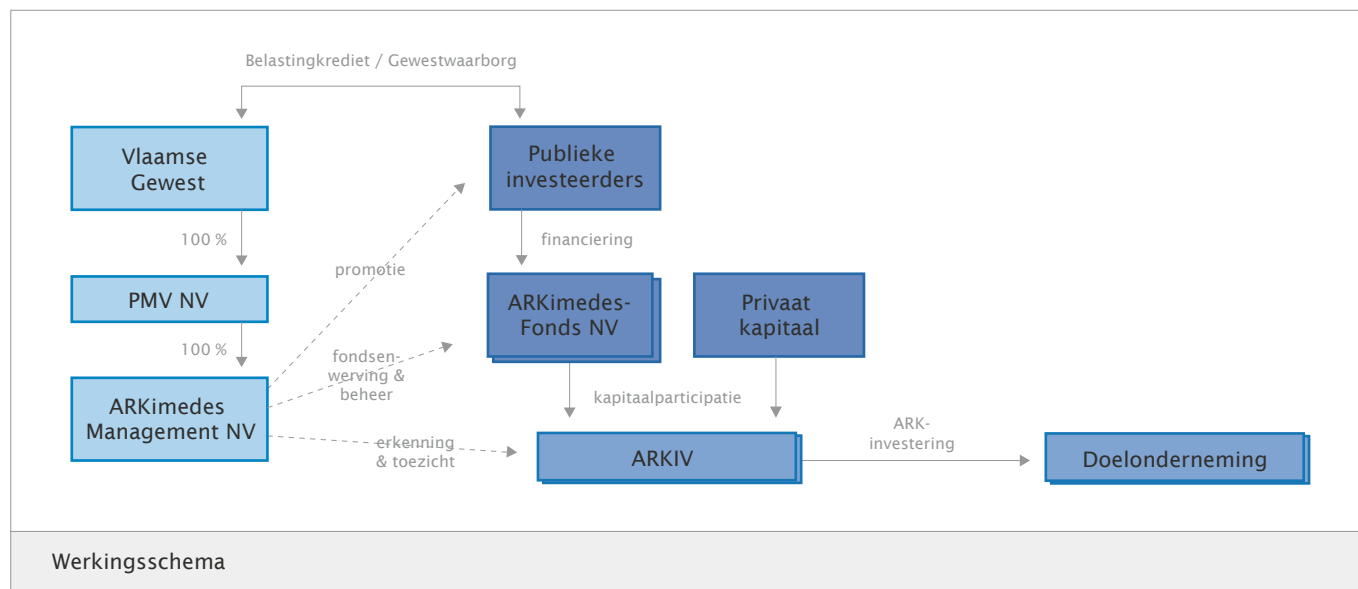 Belastingkrediet / Gewestwaarborg
Vlaamse
Gewest
Publieke
investeerders
100 %
financiering
promotie
PMV NV
ARKimedes-
Fonds NV
Privaat
kapitaal
100 %
fondsen-
werving &
beheer
ARKimedes
Management NV
kapitaalparticipatie
erkenning
& toezicht
ARKIV
ARK-
investering
Doelonderneming
Werkingsschema